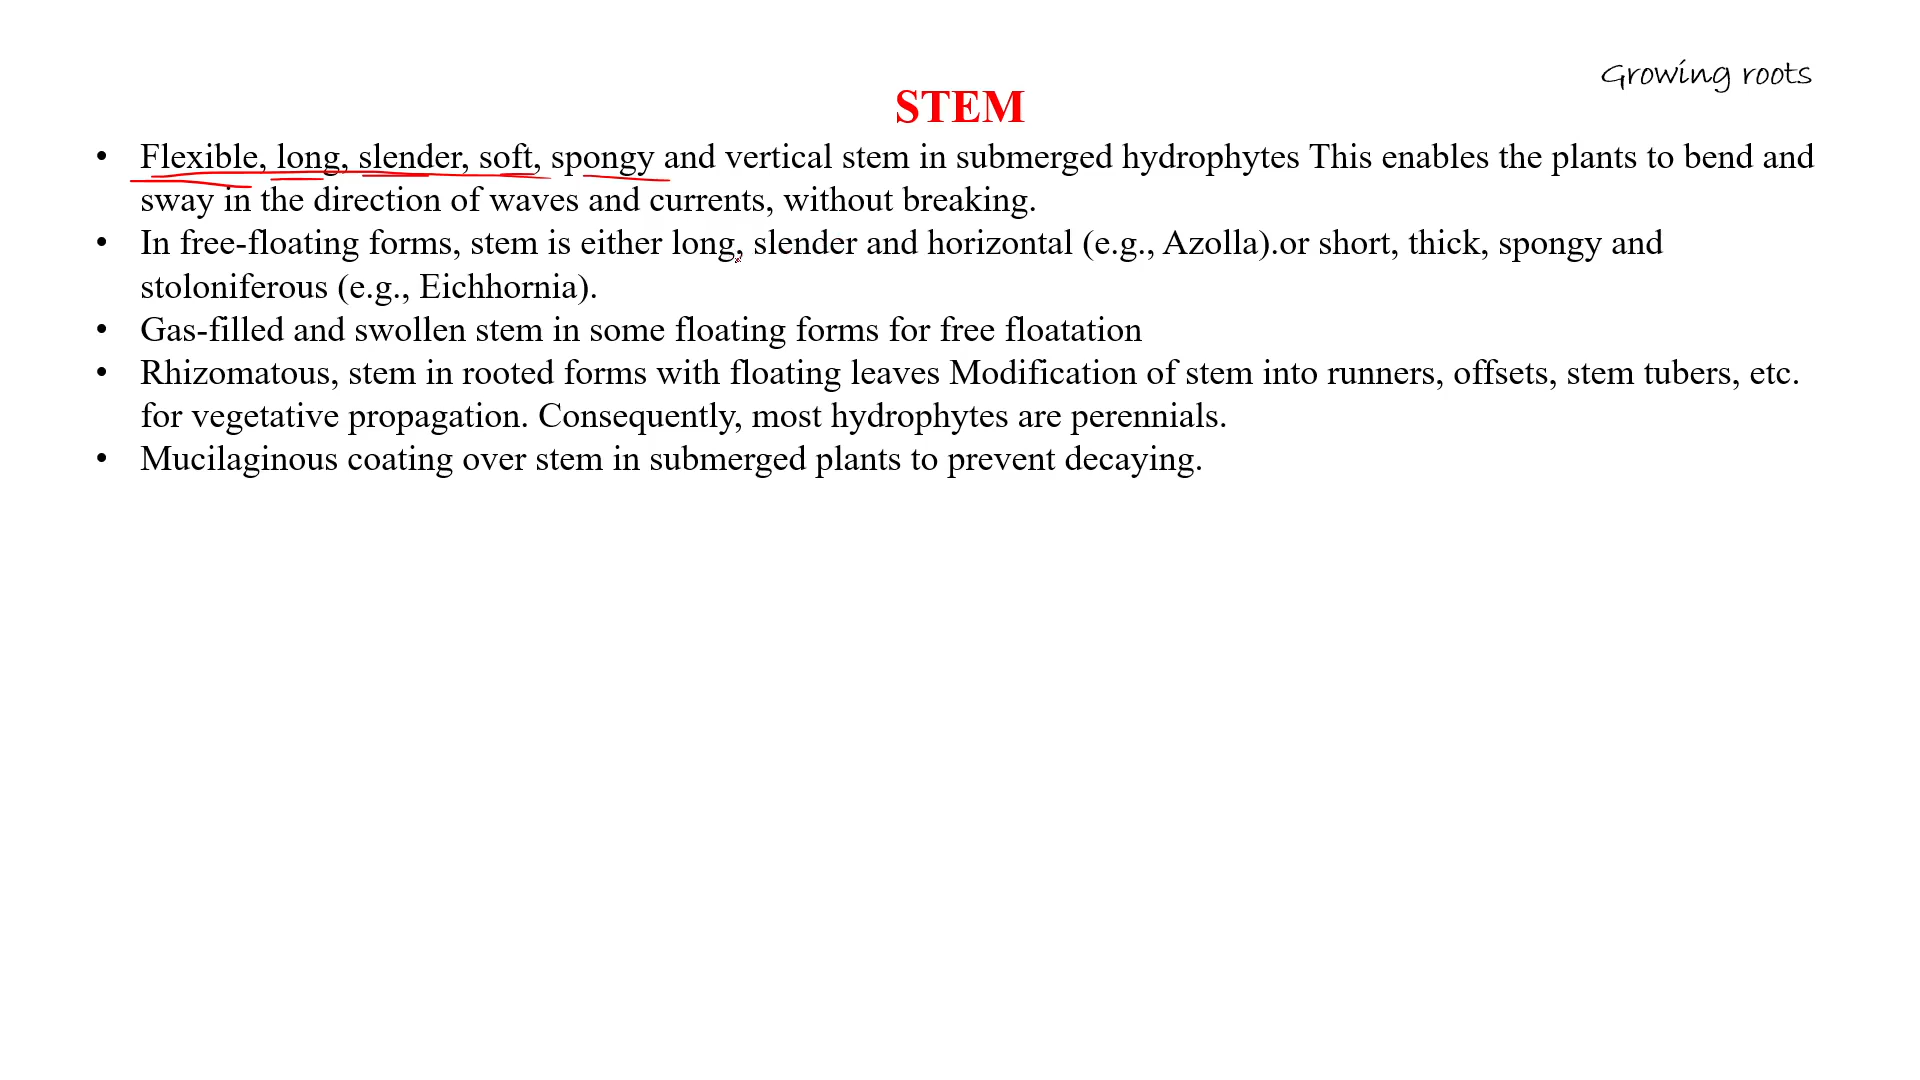 Growing roots
STEM
• Flexible, long, slender, soft, spongy and vertical stem in submerged hydrophytes This enables the plants to bend and
sway in the direction of waves and currents, without breaking.
• In free-floating forms, stem is either long, slender and horizontal (e.g., Azolla).or short, thick, spongy and
stoloniferous (e.g., Eichhornia).
• Gas-filled and swollen stem in some floating forms for free floatation
• Rhizomatous, stem in rooted forms with floating leaves Modification of stem into runners, offsets, stem tubers, etc.
for vegetative propagation. Consequently, most hydrophytes are perennials.
• Mucilaginous coating over stem in submerged plants to prevent decaying.